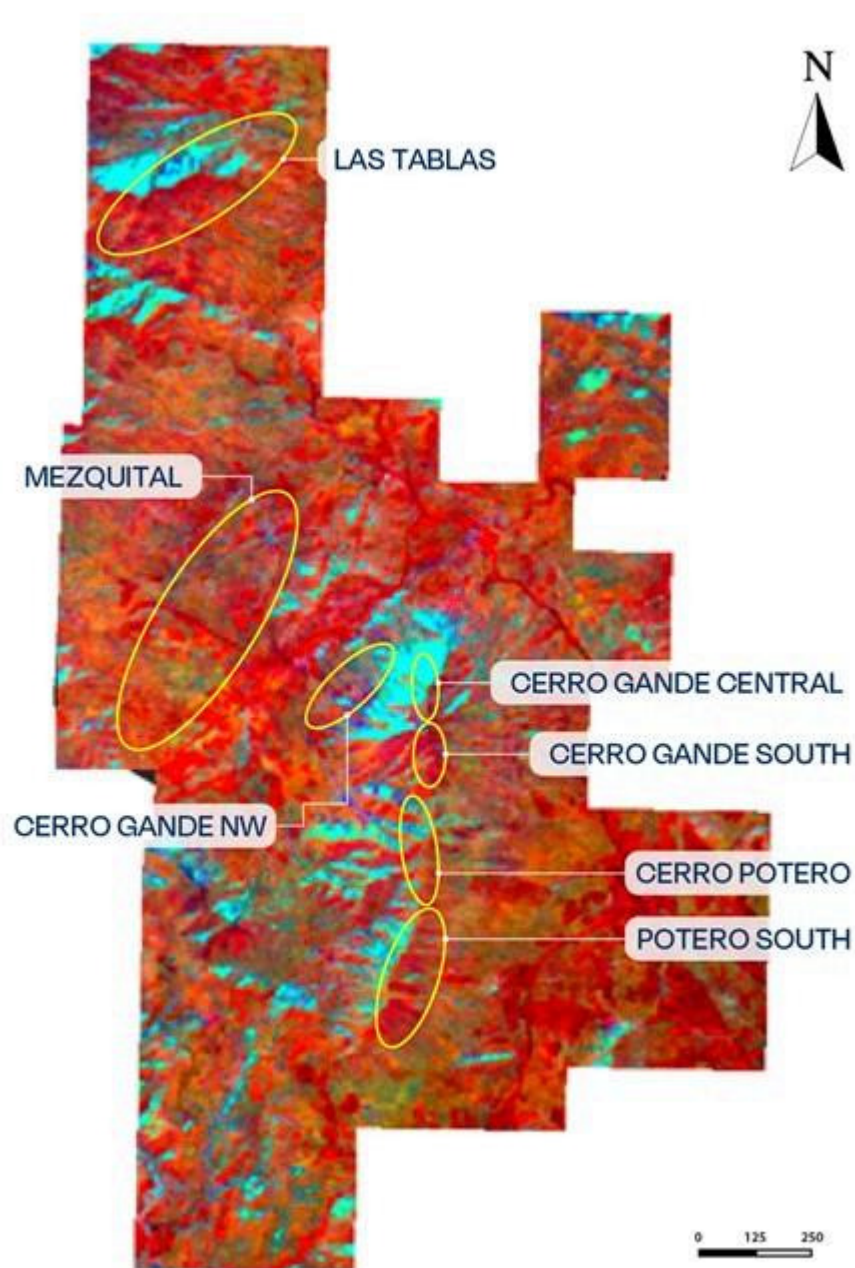 N
LAS TABLAS
MEZQUITAL
CERRO GANDE CENTRAL
CERRO GANDE SOUTH
CERRO GANDE NW
CERRO POTERO
POTERO SOUTH
0 125 250